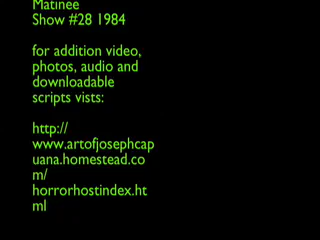 Matinee
Show #28 1984
for addition video,
photos, audio and
downloadable
scripts vists:
http://
www.artofjosephcap
uana.homestead.co
m/
horrorhostindex.ht
ml